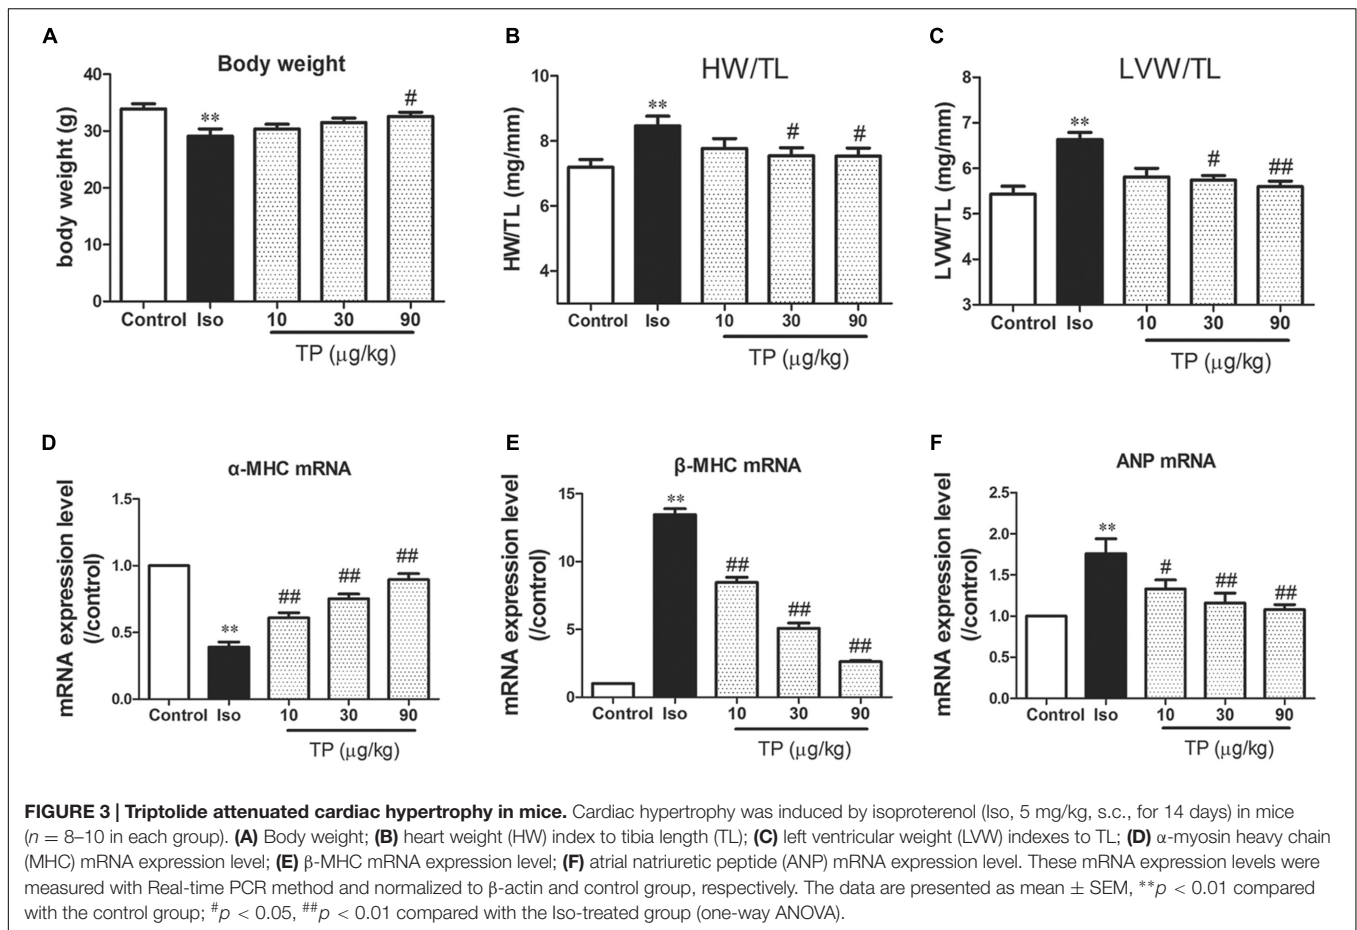 A
Body weight
body weight (g)
40
30
20
10
0
**
#
Control Iso 10 30 90
TP (μg/kg)
B
HW/TL
HW/TL (mg/mm)
10
8
6
4
**
#
#
Control Iso 10 30 90
TP (μg/kg)
C
LVW/TL
LVW/TL (mg/mm)
8
7
6
5
4
3
**
#
##
Control Iso 10 30 90
TP (μg/kg)
D
α-MHC mRNA
mRNA expression level
(/control)
1.5
1.0
0.5
0.0
**
##
##
##
Control Iso 10 30 90
TP (μg/kg)
E
β-MHC mRNA
mRNA expression level
(/control)
15
10
5
0
**
##
##
##
Control Iso 10 30 90
TP (μg/kg)
F
ANP mRNA
mRNA expression level
(/control)
2.5
2.0
1.5
1.0
0.5
0.0
**
#
##
##
Control Iso 10 30 90
TP (μg/kg)
FIGURE 3 | Triptolide attenuated cardiac hypertrophy in mice. Cardiac hypertrophy was induced by isoproterenol (Iso, 5 mg/kg, s.c., for 14 days) in mice
(n = 8–10 in each group). (A) Body weight; (B) heart weight (HW) index to tibia length (TL); (C) left ventricular weight (LVW) indexes to TL; (D) α-myosin heavy chain
(MHC) mRNA expression level; (E) β-MHC mRNA expression level; (F) atrial natriuretic peptide (ANP) mRNA expression level. These mRNA expression levels were
measured with Real-time PCR method and normalized to β-actin and control group, respectively. The data are presented as mean ± SEM, **p < 0.01 compared
with the control group; #p < 0.05, ##p < 0.01 compared with the Iso-treated group (one-way ANOVA).